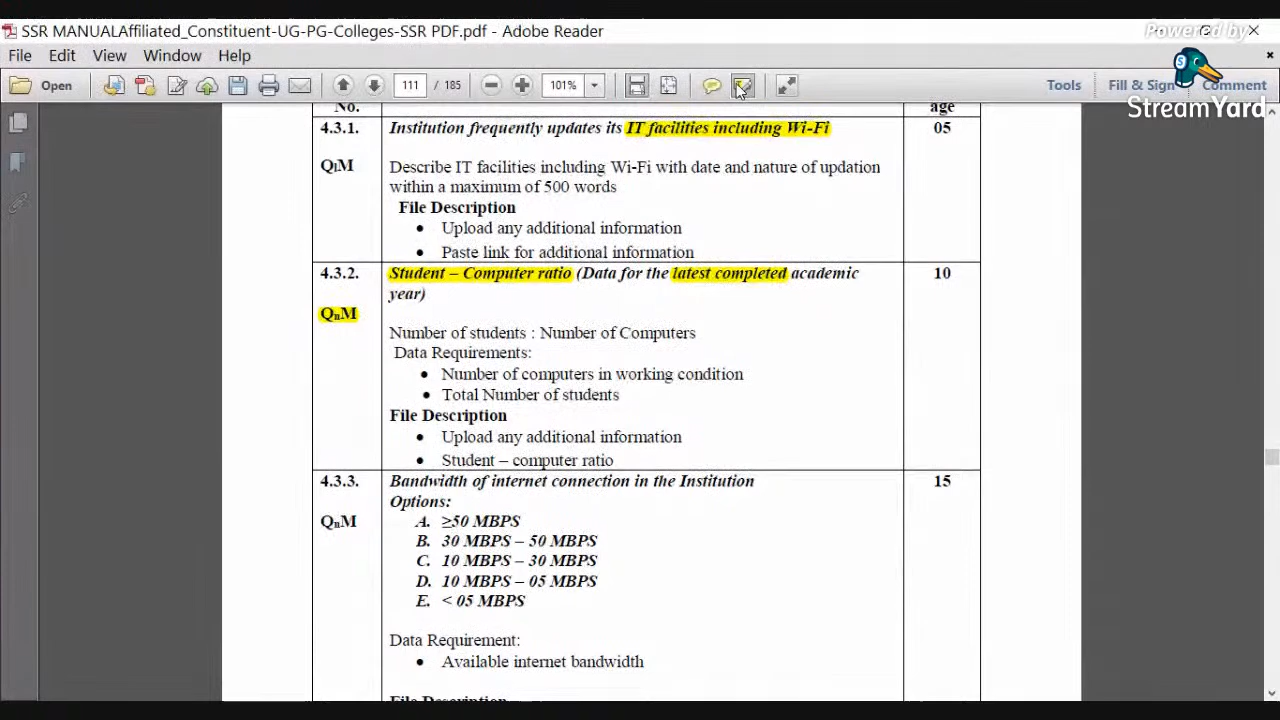 SSR MANUALAffiliated_Constituent-UG-PG-Colleges-SSR PDF.pdf - Adobe Reader
Powered by
File Edit View Window Help
Open 111 / 185 101% Tools Fill & Sign Comment
StreamYard
No. age
4.3.1. Institution frequently updates its IT facilities including Wi-Fi 05
QlM Describe IT facilities including Wi-Fi with date and nature of updation
within a maximum of 500 words
File Description
• Upload any additional information
• Paste link for additional information
4.3.2. Student – Computer ratio (Data for the latest completed academic 10
year)
QnM
Number of students : Number of Computers
Data Requirements:
• Number of computers in working condition
• Total Number of students
File Description
• Upload any additional information
• Student – computer ratio
4.3.3. Bandwidth of internet connection in the Institution 15
Options:
QnM A. ≥50 MBPS
B. 30 MBPS – 50 MBPS
C. 10 MBPS – 30 MBPS
D. 10 MBPS – 05 MBPS
E. < 05 MBPS
Data Requirement:
• Available internet bandwidth
File Description